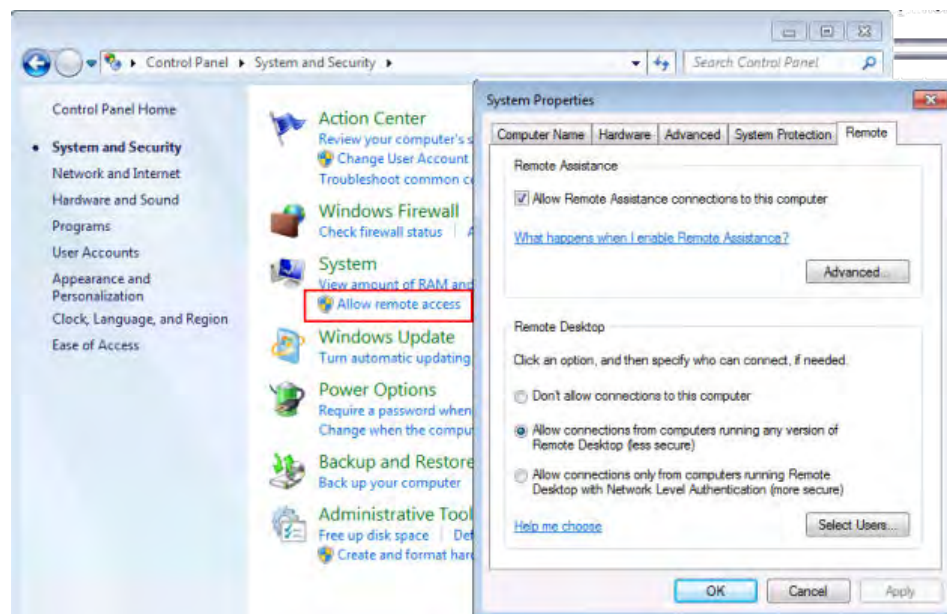 Control Panel ▸ System and Security ▸
Search Control Panel
Control Panel Home
System and Security
Network and Internet
Hardware and Sound
Programs
User Accounts
Appearance and
Personalization
Clock, Language, and Region
Ease of Access
Action Center
Review your computer's
Change User Account
Troubleshoot common
Windows Firewall
Check firewall status
System
View amount of RAM and
Allow remote access
Windows Update
Turn automatic updating
Power Options
Require a password when
Change when the compu
Backup and Restore
Back up your computer
Administrative Tool
Free up disk space
Create and format har
System Properties
Computer Name Hardware Advanced System Protection Remote
Remote Assistance
Allow Remote Assistance connections to this computer
What happens when I enable Remote Assistance?
Advanced...
Remote Desktop
Click an option, and then specify who can connect, if needed.
Don't allow connections to this computer
Allow connections from computers running any version of
Remote Desktop (less secure)
Allow connections only from computers running Remote
Desktop with Network Level Authentication (more secure)
Help me choose
Select Users...
OK Cancel Apply